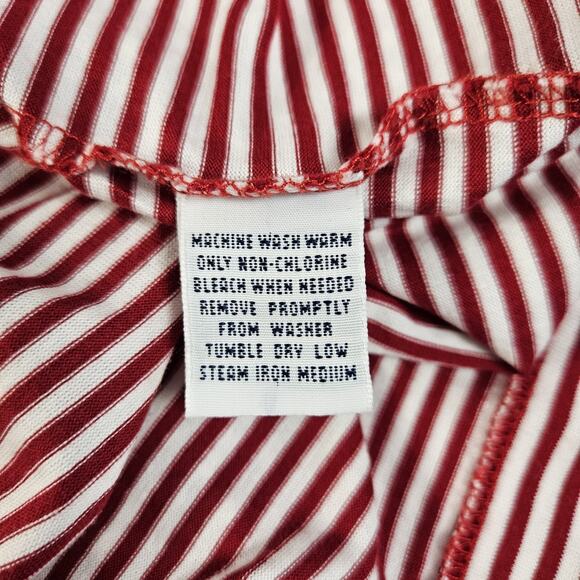 MACHINE WASH WARM
ONLY NON-CHLORINE
BLEACH WHEN NEEDED
REMOVE PROMPTLY
FROM WASHER
TUMBLE DRY LOW
STEAM IRON MEDIUM